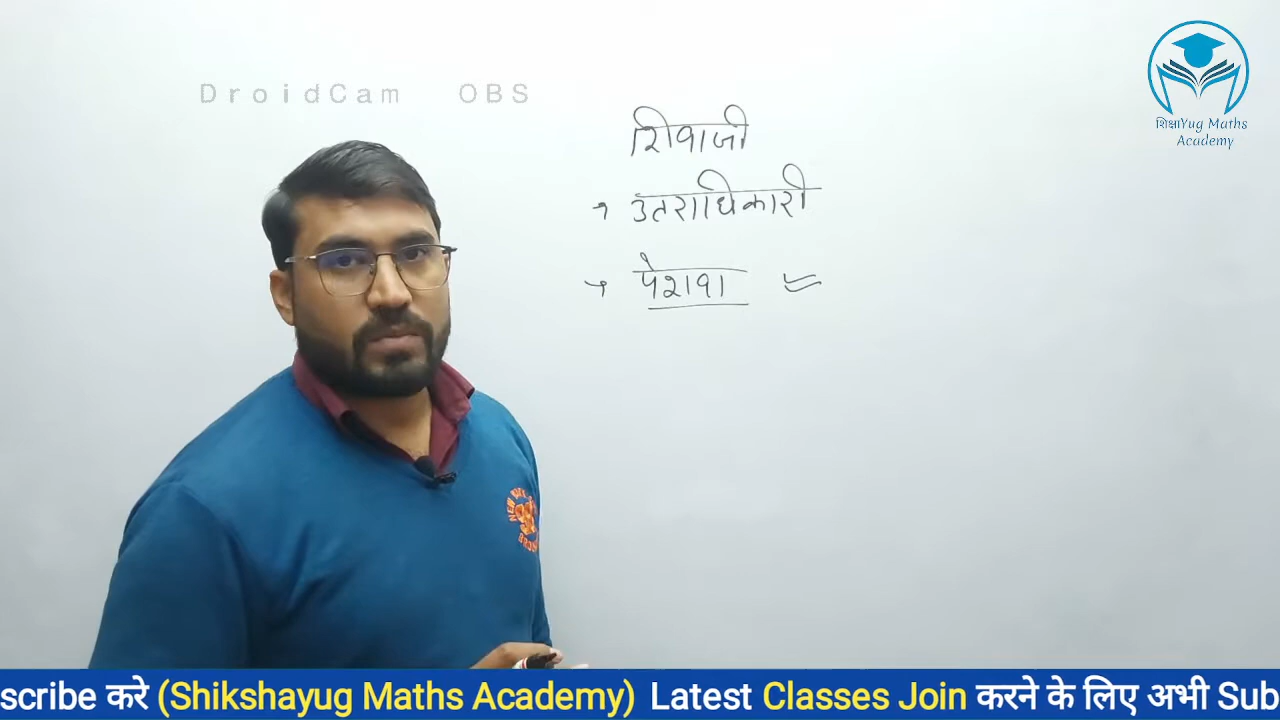 DroidCam OBS
शिक्षाYug Maths
Academy
शिवाजी
→ उतराधिकारी
→ पेशवा
scribe करे (Shikshayug Maths Academy) Latest Classes Join करने के लिए अभी Sub